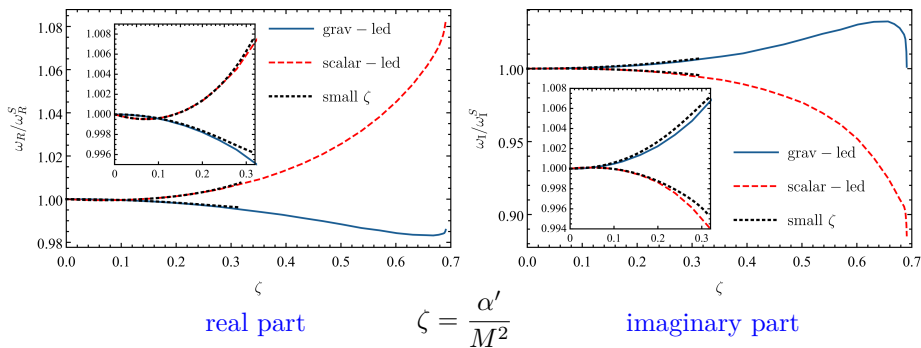 1.08
1.06
1.04
1.02
1.00
0.98
ω_R/ω_R^S
0.0 0.1 0.2 0.3 0.4 0.5 0.6 0.7
ζ
grav − led
scalar − led
small ζ
1.008
1.006
1.004
1.002
1.000
0.998
0.996
0 0.1 0.2 0.3
1.00
0.95
0.90
ω_I/ω_I^S
0.0 0.1 0.2 0.3 0.4 0.5 0.6 0.7
ζ
grav − led
scalar − led
small ζ
1.008
1.006
1.004
1.002
1.000
0.999
0.996
0.994
0 0.1 0.2 0.3
real part
ζ = α′/M²
imaginary part